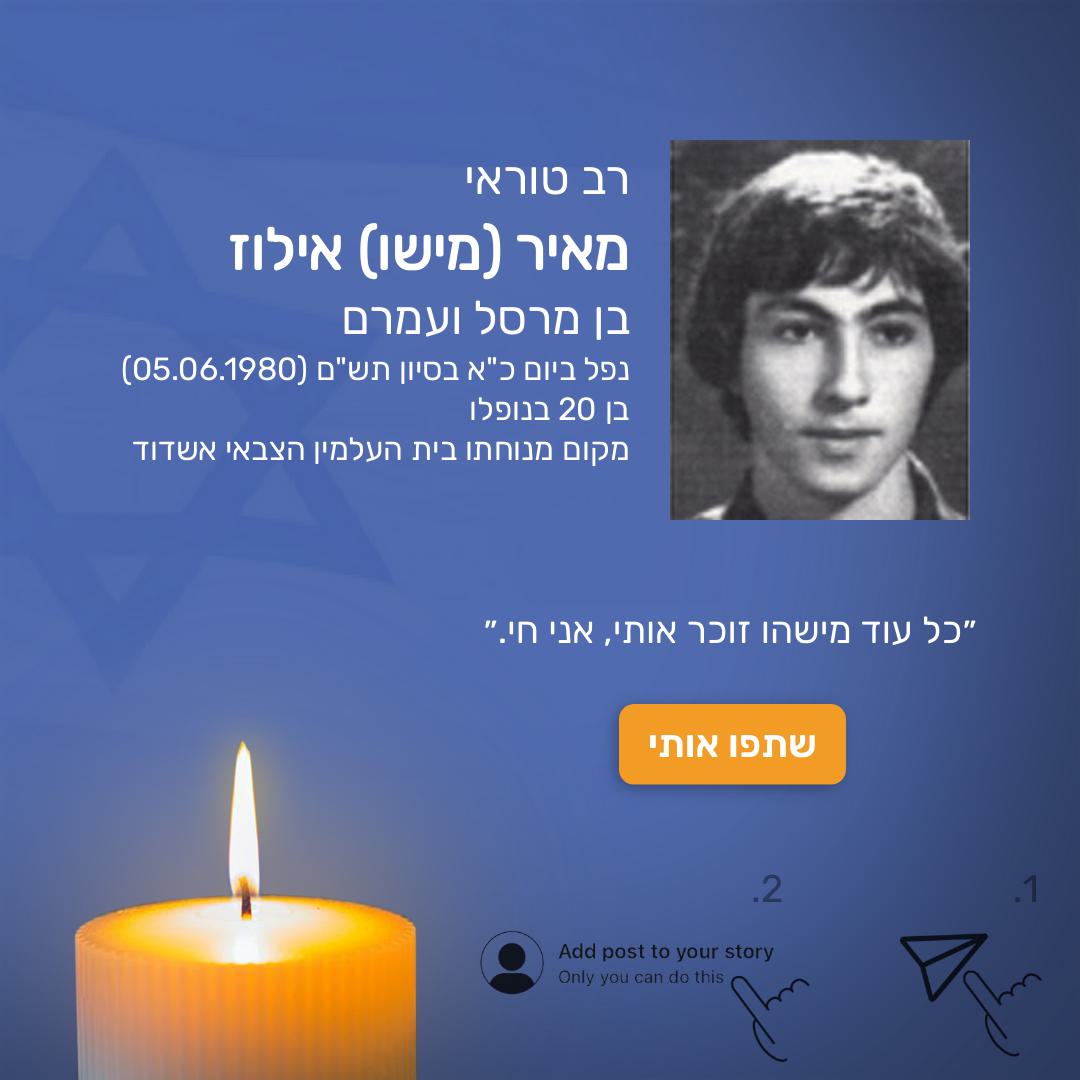 רב טוראי
מאיר (מישו) אילוז
בן מרסל ועמרם
נפל ביום כ"א בסיון תש"ם (05.06.1980)
בן 20 בנופלו
מקום מנוחתו בית העלמין הצבאי אשדוד
״כל עוד מישהו זוכר אותי, אני חי.״
שתפו אותי
1.
2.
Add post to your story
Only you can do this